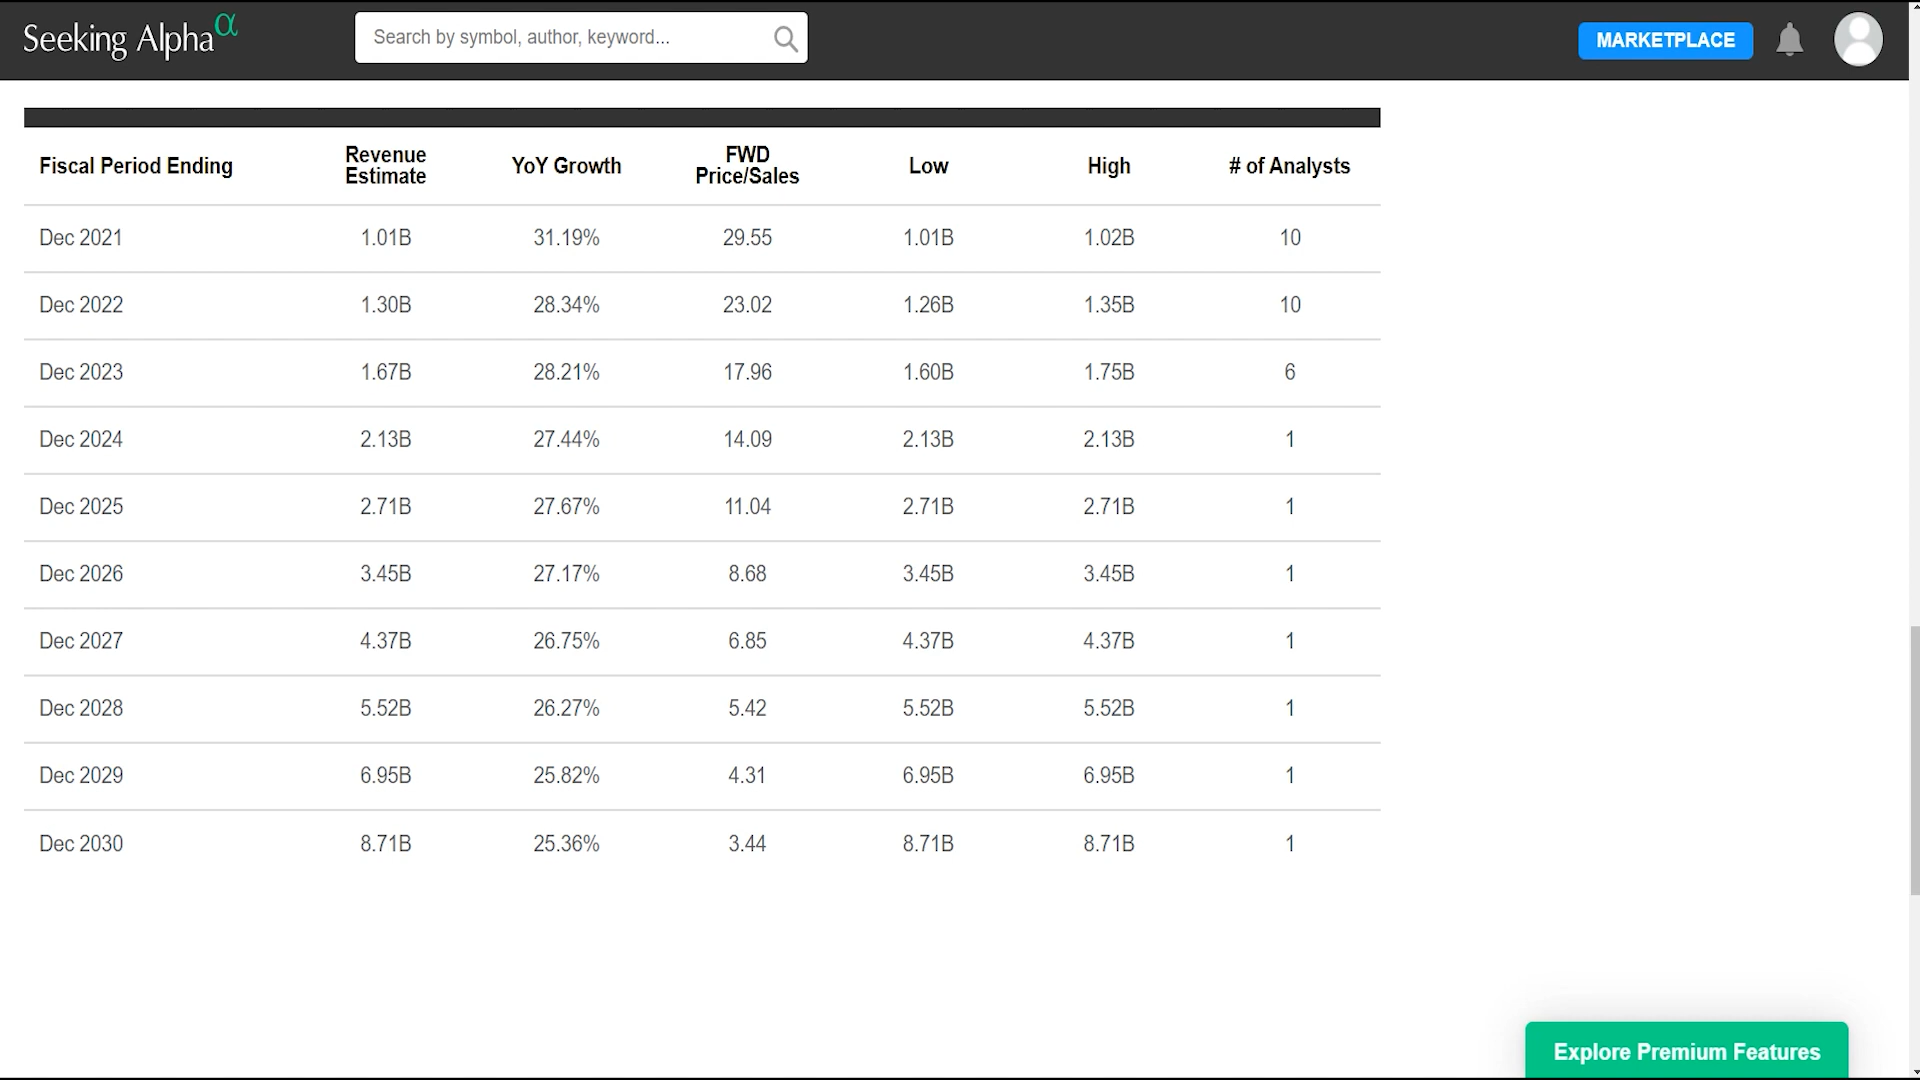 Seeking Alpha α
Search by symbol, author, keyword...
MARKETPLACE
Fiscal Period Ending Revenue Estimate YoY Growth FWD Price/Sales Low High # of Analysts
Dec 2021 1.01B 31.19% 29.55 1.01B 1.02B 10
Dec 2022 1.30B 28.34% 23.02 1.26B 1.35B 10
Dec 2023 1.67B 28.21% 17.96 1.60B 1.75B 6
Dec 2024 2.13B 27.44% 14.09 2.13B 2.13B 1
Dec 2025 2.71B 27.67% 11.04 2.71B 2.71B 1
Dec 2026 3.45B 27.17% 8.68 3.45B 3.45B 1
Dec 2027 4.37B 26.75% 6.85 4.37B 4.37B 1
Dec 2028 5.52B 26.27% 5.42 5.52B 5.52B 1
Dec 2029 6.95B 25.82% 4.31 6.95B 6.95B 1
Dec 2030 8.71B 25.36% 3.44 8.71B 8.71B 1
Explore Premium Features